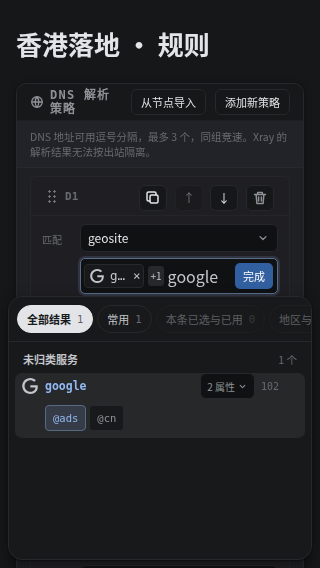 香港落地 · 规则
DNS 解析
策略
从节点导入
添加新策略
DNS 地址可用逗号分隔，最多 3 个，同组竞速。Xray 的
解析结果无法按出站隔离。
D1
匹配
geosite
g… × +1 google 完成
全部结果 1
常用 1
本条已选与已用 0
地区与
未归类服务
1 个
google
2 属性
102
@ads
@cn